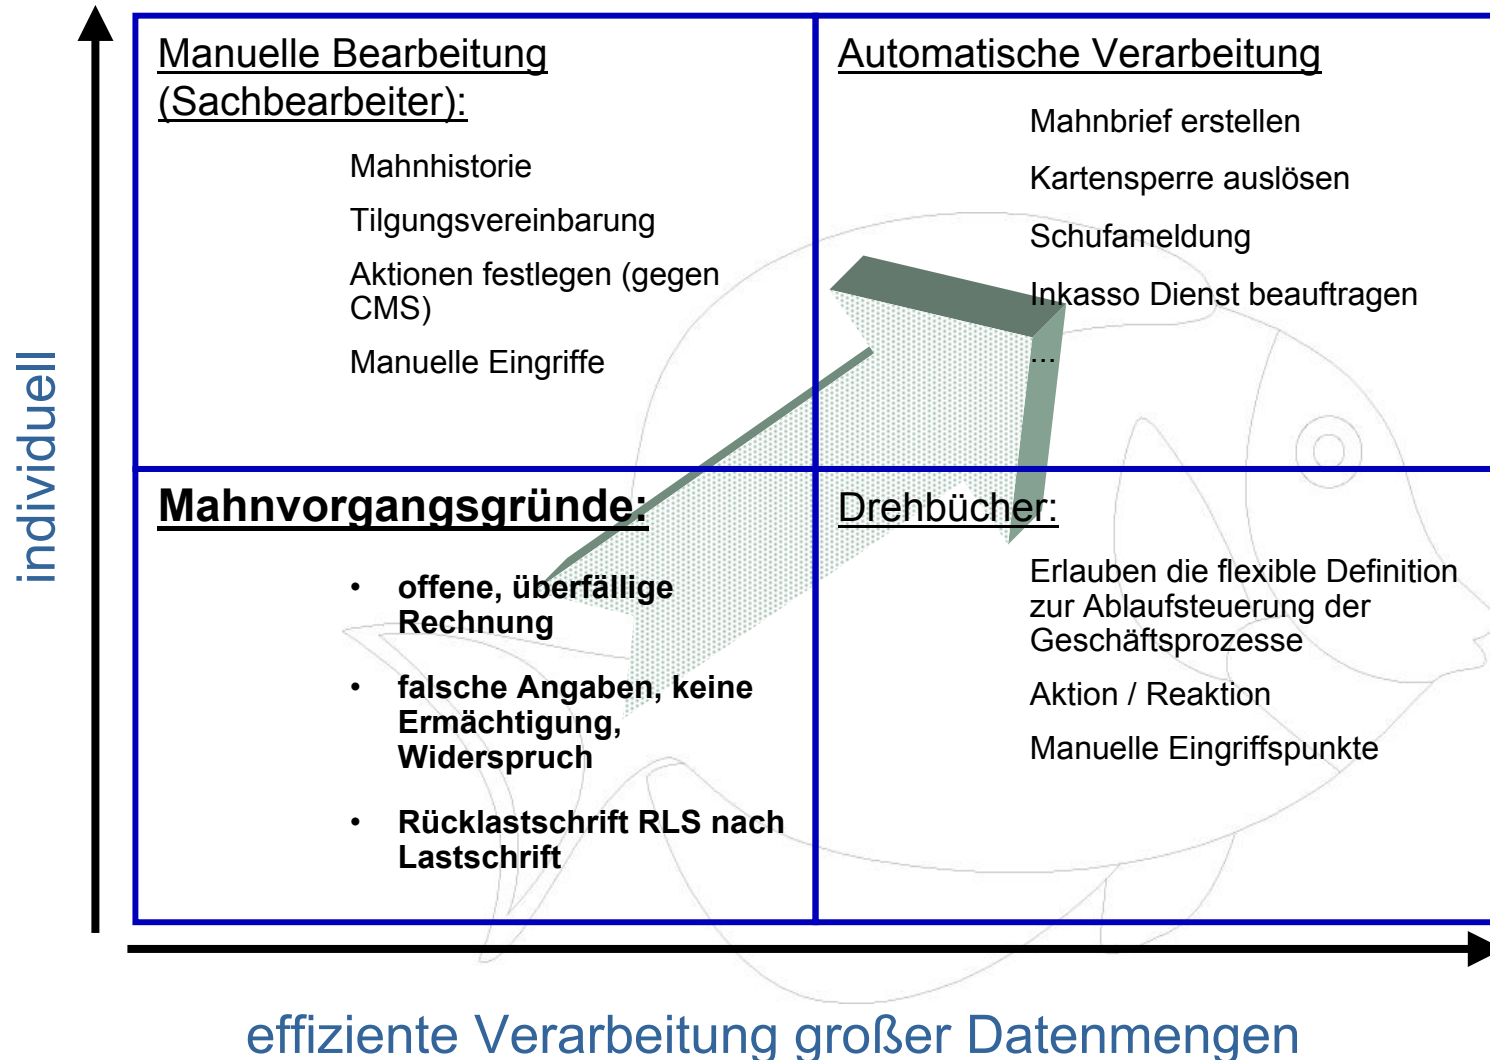 Manuelle Bearbeitung
(Sachbearbeiter):
Mahnhistorie
Tilgungsvereinbarung
Aktionen festlegen (gegen
CMS)
Manuelle Eingriffe
Automatische Verarbeitung
Mahnbrief erstellen
Kartensperre auslösen
Schufameldung
Inkasso Dienst beauftragen
...
individuell
Mahnvorgangsgründe:
• offene, überfällige
Rechnung
• falsche Angaben, keine
Ermächtigung,
Widerspruch
• Rücklastschrift RLS nach
Lastschrift
Drehbücher:
Erlauben die flexible Definition
zur Ablaufsteuerung der
Geschäftsprozesse
Aktion / Reaktion
Manuelle Eingriffspunkte
effiziente Verarbeitung großer Datenmengen